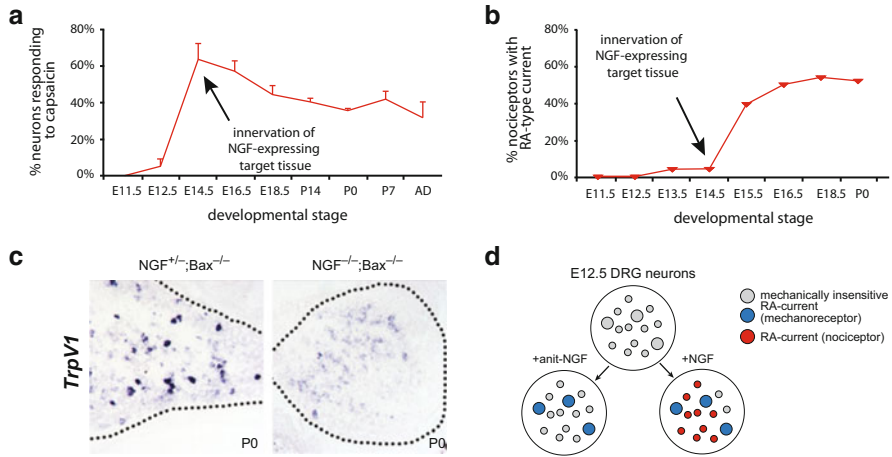 a
80%
60%
40%
20%
0%
% neurons responding
to capsaicin
innervation of
NGF-expressing
target tissue
E11.5 E12.5 E14.5 E16.5 E18.5 P14 P0 P7 AD
developmental stage
b
80%
60%
40%
20%
0%
% nociceptors with
RA-type current
innervation of
NGF-expressing
target tissue
E11.5 E12.5 E13.5 E14.5 E15.5 E16.5 E18.5 P0
developmental stage
c
NGF+/–;Bax–/–
NGF–/–;Bax–/–
TrpV1
P0
P0
d
E12.5 DRG neurons
mechanically insensitive
RA-current
(mechanoreceptor)
RA-current (nociceptor)
+anit-NGF
+NGF